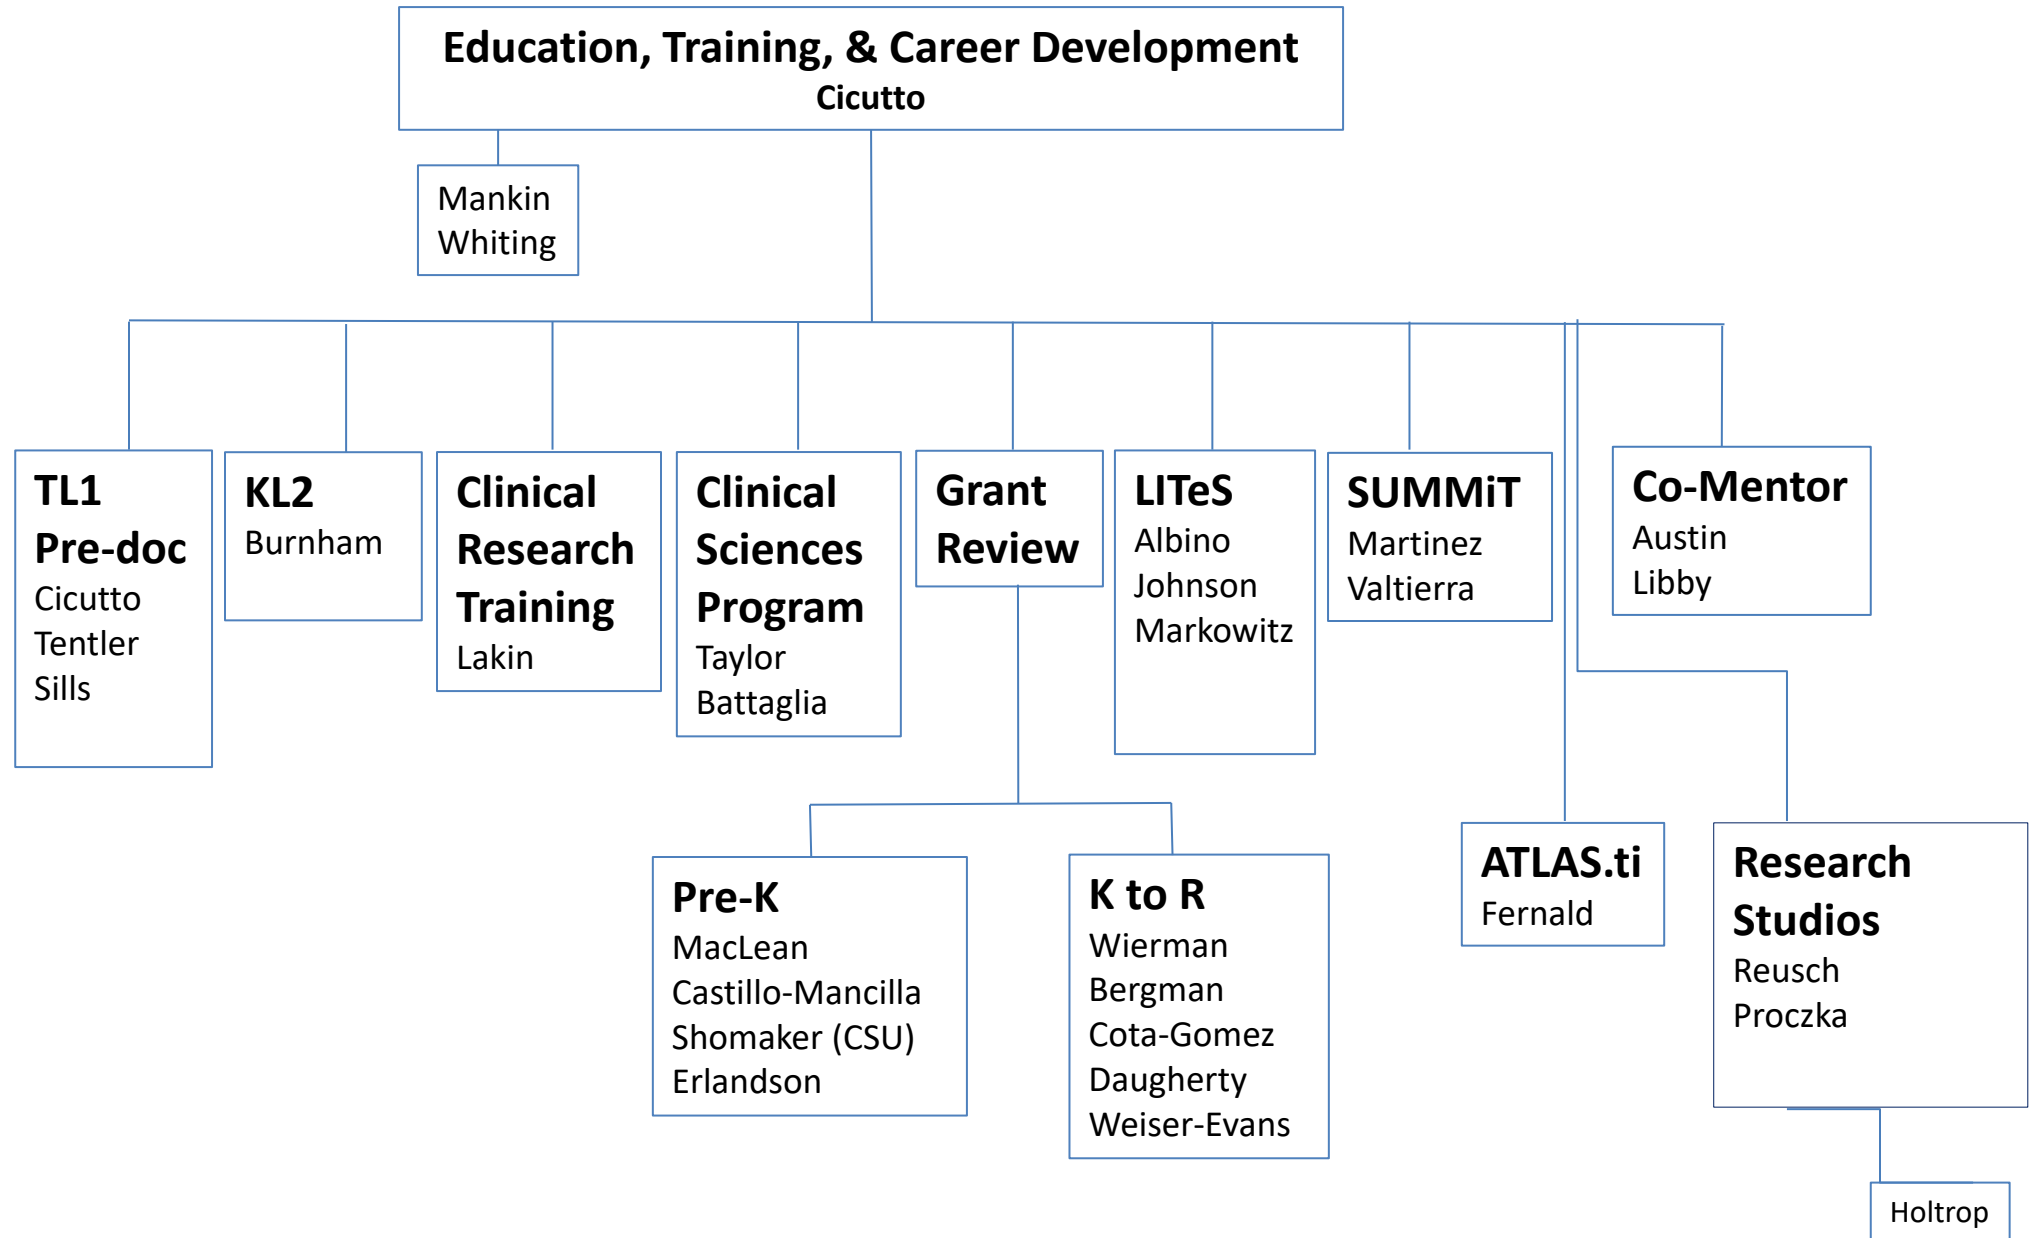 Education, Training, & Career Development
Cicutto
Mankin
Whiting
TL1
Pre-doc
Cicutto
Tentler
Sills
KL2
Burnham
Clinical
Research
Training
Lakin
Clinical
Sciences
Program
Taylor
Battaglia
Grant
Review
LITeS
Albino
Johnson
Markowitz
SUMMiT
Martinez
Valtierra
Co-Mentor
Austin
Libby
Pre-K
MacLean
Castillo-Mancilla
Shomaker (CSU)
Erlandson
K to R
Wierman
Bergman
Cota-Gomez
Daugherty
Weiser-Evans
ATLAS.ti
Fernald
Research
Studios
Reusch
Proczka
Holtrop